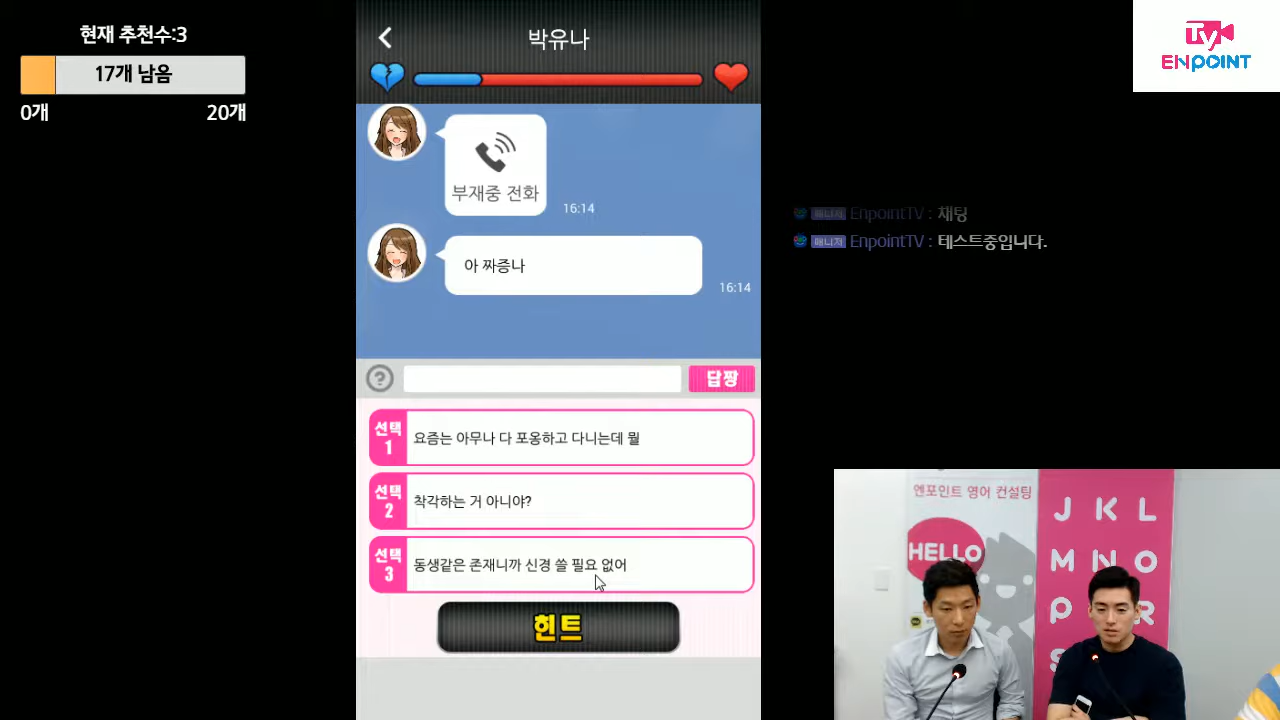 현재 추천수:3
17개 남음
0개
20개
박유나
부재중 전화
16:14
아 짜증나
16:14
답짱
선택
1
요즘는 아무나 다 포옹하고 다니는데 뭘
선택
2
착각하는 거 아니야?
선택
3
동생같은 존재니까 신경 쓸 필요 없어
힌트
TV
ENPOINT
매니저 EnpointTV : 채팅
매니저 EnpointTV : 테스트중입니다.
엔포인트 영어 컨설팅
HELLO
J K L
M N O
P R
S